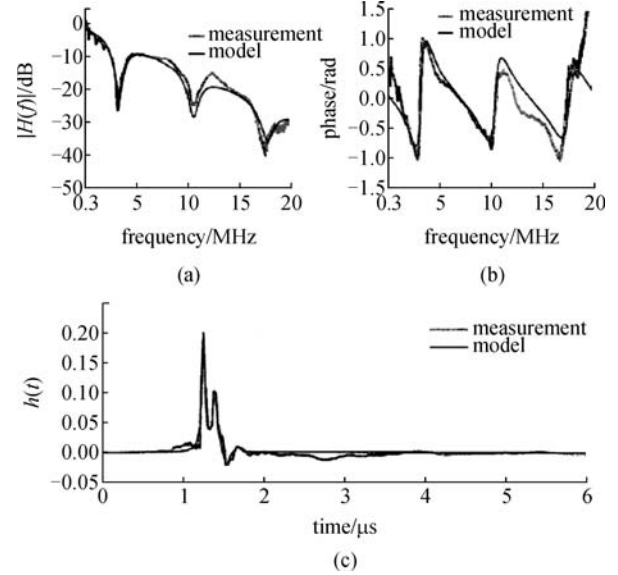 measurement
model
0
−10
−20
−30
−40
−50
|H(f)|/dB
0.3 5 10 15 20
frequency/MHz
(a)
measurement
model
1.5
1.0
0.5
0.0
−0.5
−1.0
−1.5
phase/rad
0.3 5 10 15 20
frequency/MHz
(b)
measurement
model
0.20
0.15
0.10
0.05
0.00
−0.05
h(t)
0 1 2 3 4 5 6
time/μs
(c)